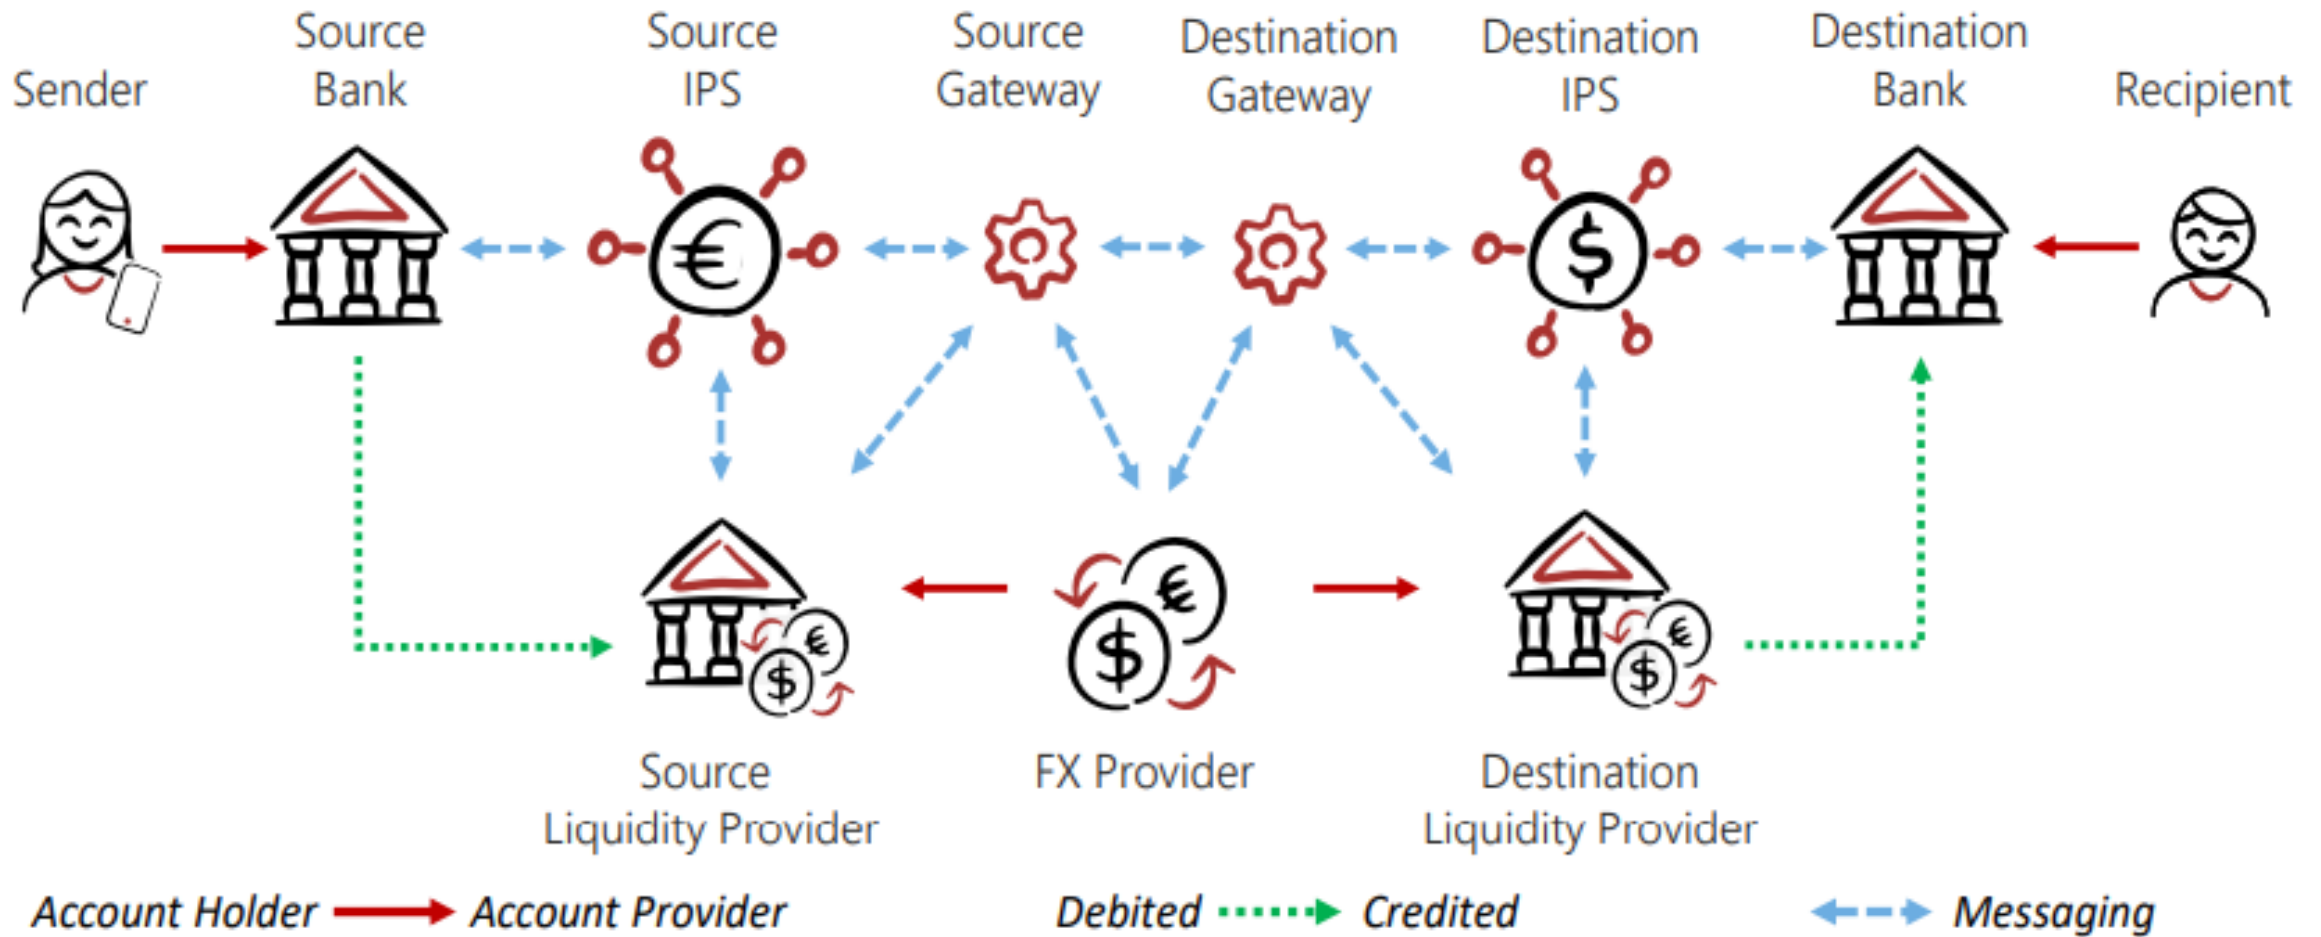 Sender
Source
Bank
Source
IPS
Source
Gateway
Destination
Gateway
Destination
IPS
Destination
Bank
Recipient
€
$
€
$
€
$
€
$
Source
Liquidity Provider
FX Provider
Destination
Liquidity Provider
Account Holder Account Provider
Debited Credited
Messaging